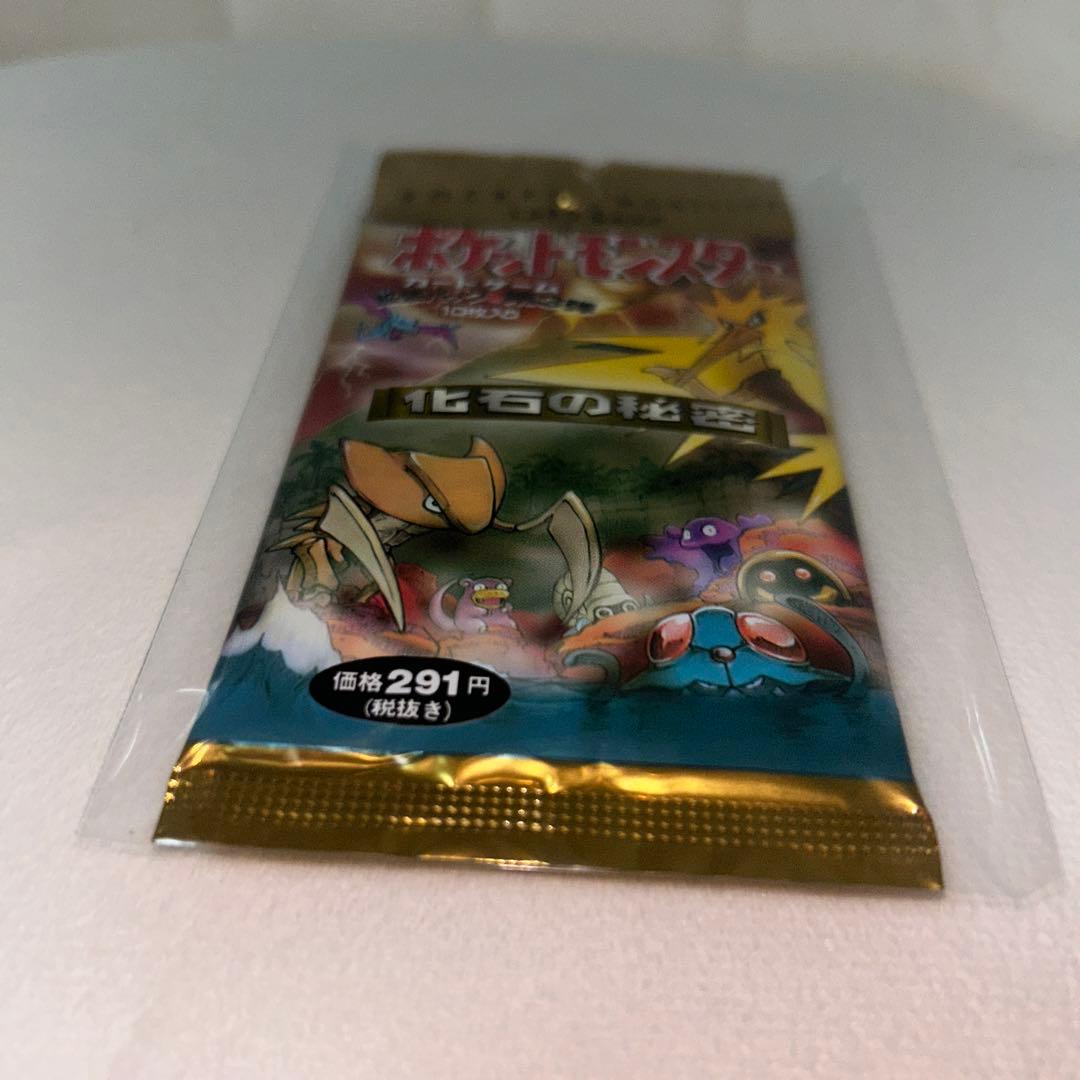 ポケットモンスター
カードゲーム
10枚入り
化石の秘密
価格291円
(税抜き)